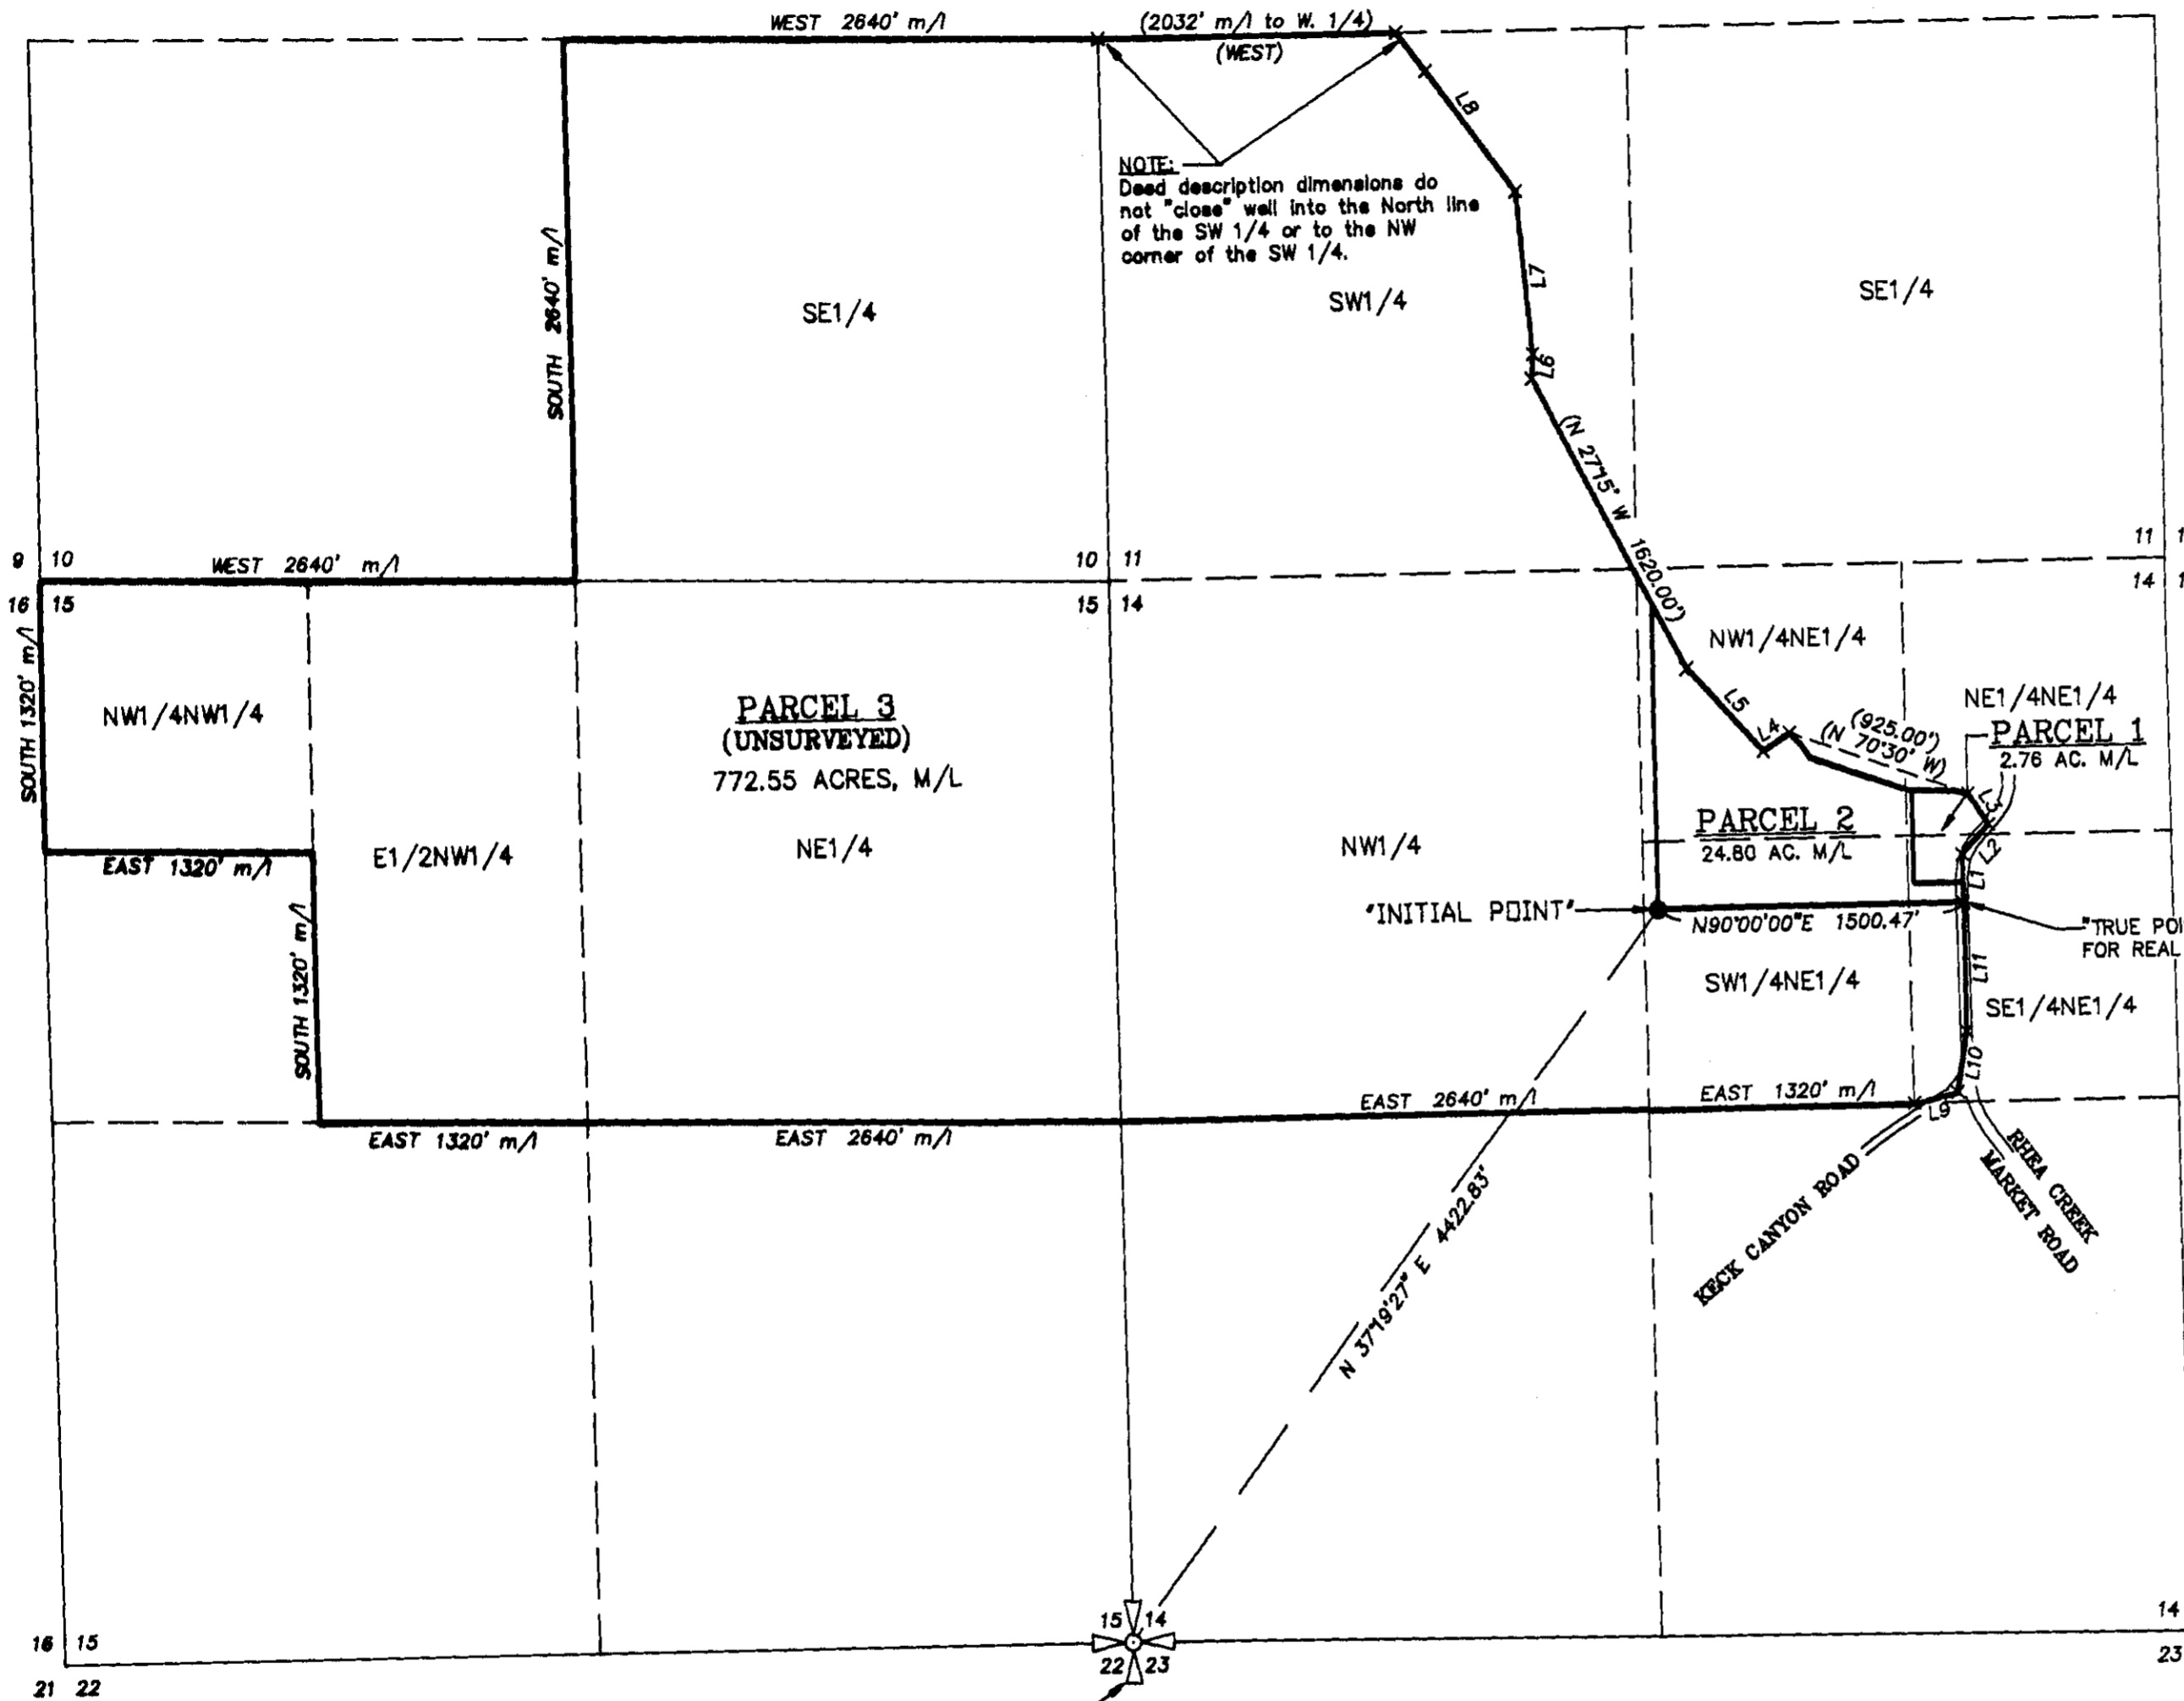 WEST 2640' m/l
(2032' m/l to W. 1/4)
(WEST)
L8
NOTE:
Deed description dimensions do
not "close" well into the North line
of the SW 1/4 or to the NW
corner of the SW 1/4.
SOUTH 2640' m/l
SE1/4
SW1/4
L7
SE1/4
L6
(N 27°15' W
1620.00')
9 10
WEST 2640' m/l
10 11
11
16 15
15 14
14
SOUTH 1320' m/l
NW1/4NW1/4
PARCEL 3
(UNSURVEYED)
772.55 ACRES, M/L
NW1/4NE1/4
L5
L4
(925.00')
(N 70°30' W)
NE1/4NE1/4
PARCEL 1
2.76 AC. M/L
L3
EAST 1320' m/l
E1/2NW1/4
NE1/4
NW1/4
PARCEL 2
24.80 AC. M/L
L2
L1
SOUTH 1320' m/l
"INITIAL POINT"
N90°00'00"E 1500.47'
"TRUE POI
FOR REAL
L11
SW1/4NE1/4
SE1/4NE1/4
L10
EAST 1320' m/l
EAST 2640' m/l
EAST 2640' m/l
EAST 1320' m/l
L9
KECK CANYON ROAD
RHEA CREEK
MARKET ROAD
N 37°19'27" E 4422.83'
16 15
15 14
14
21 22
22 23
23